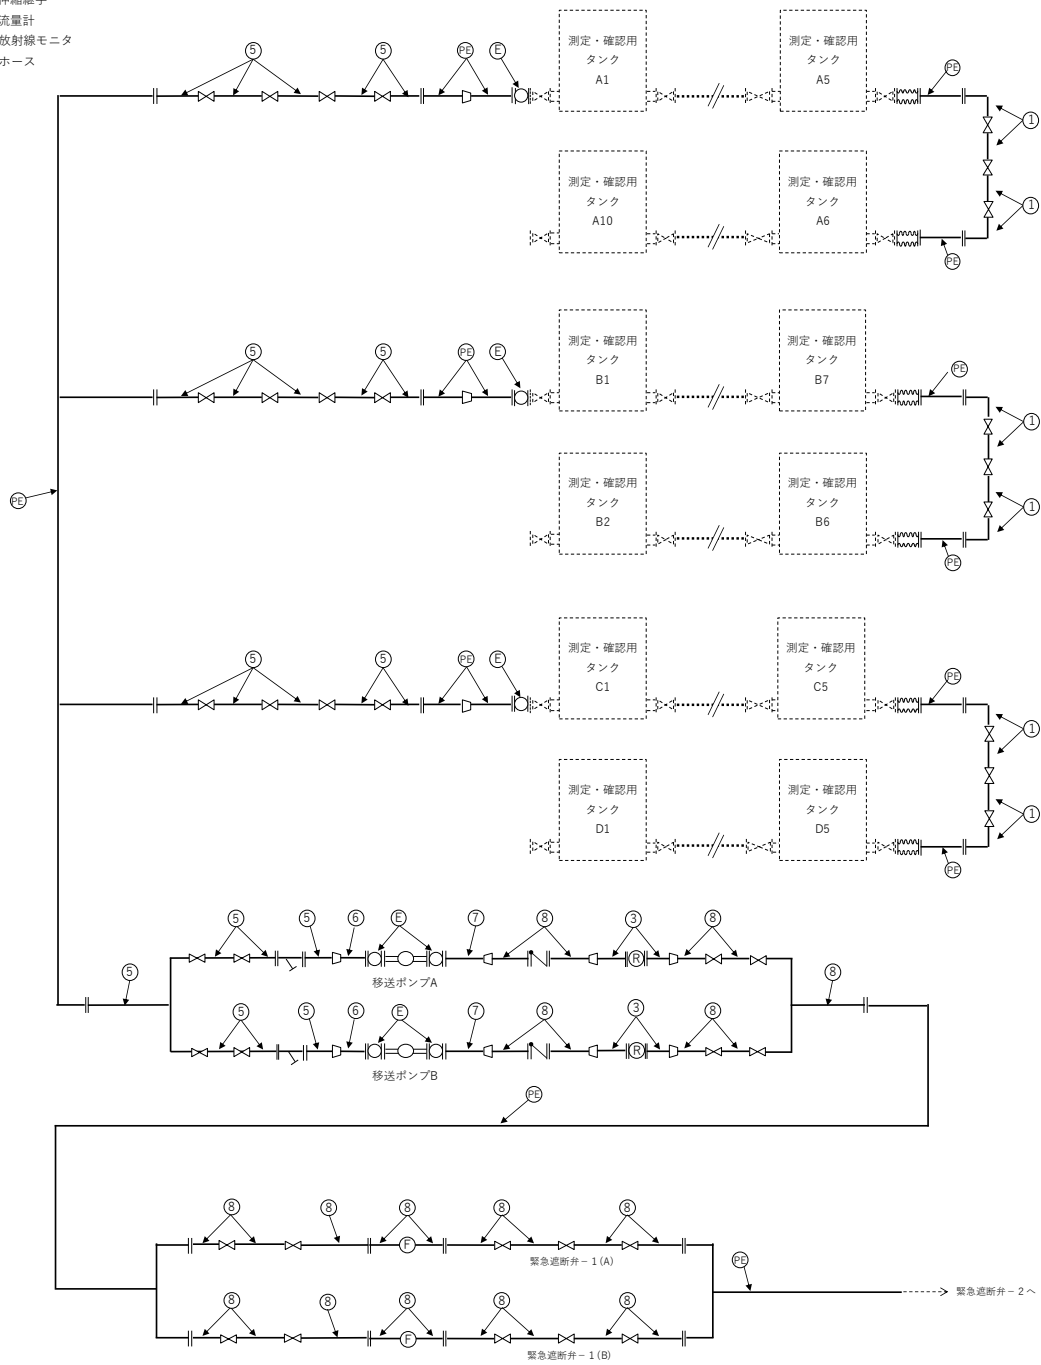 伸縮継手
流量計
放射線モニタ
ホース
5
5
PE
E
測定・確認用
タンク
A1
測定・確認用
タンク
A5
PE
1
測定・確認用
タンク
A10
測定・確認用
タンク
A6
1
PE
5
5
PE
E
測定・確認用
タンク
B1
測定・確認用
タンク
B7
PE
1
PE
測定・確認用
タンク
B2
測定・確認用
タンク
B6
1
PE
5
5
PE
E
測定・確認用
タンク
C1
測定・確認用
タンク
C5
PE
1
測定・確認用
タンク
D1
測定・確認用
タンク
D5
1
PE
5
5
6
E
7
8
3
8
R
移送ポンプA
5
8
5
5
6
E
7
8
3
8
R
移送ポンプB
PE
8
8
8
8
8
F
緊急遮断弁－1(A)
PE
緊急遮断弁－2へ
8
8
8
8
8
F
緊急遮断弁－1(B)